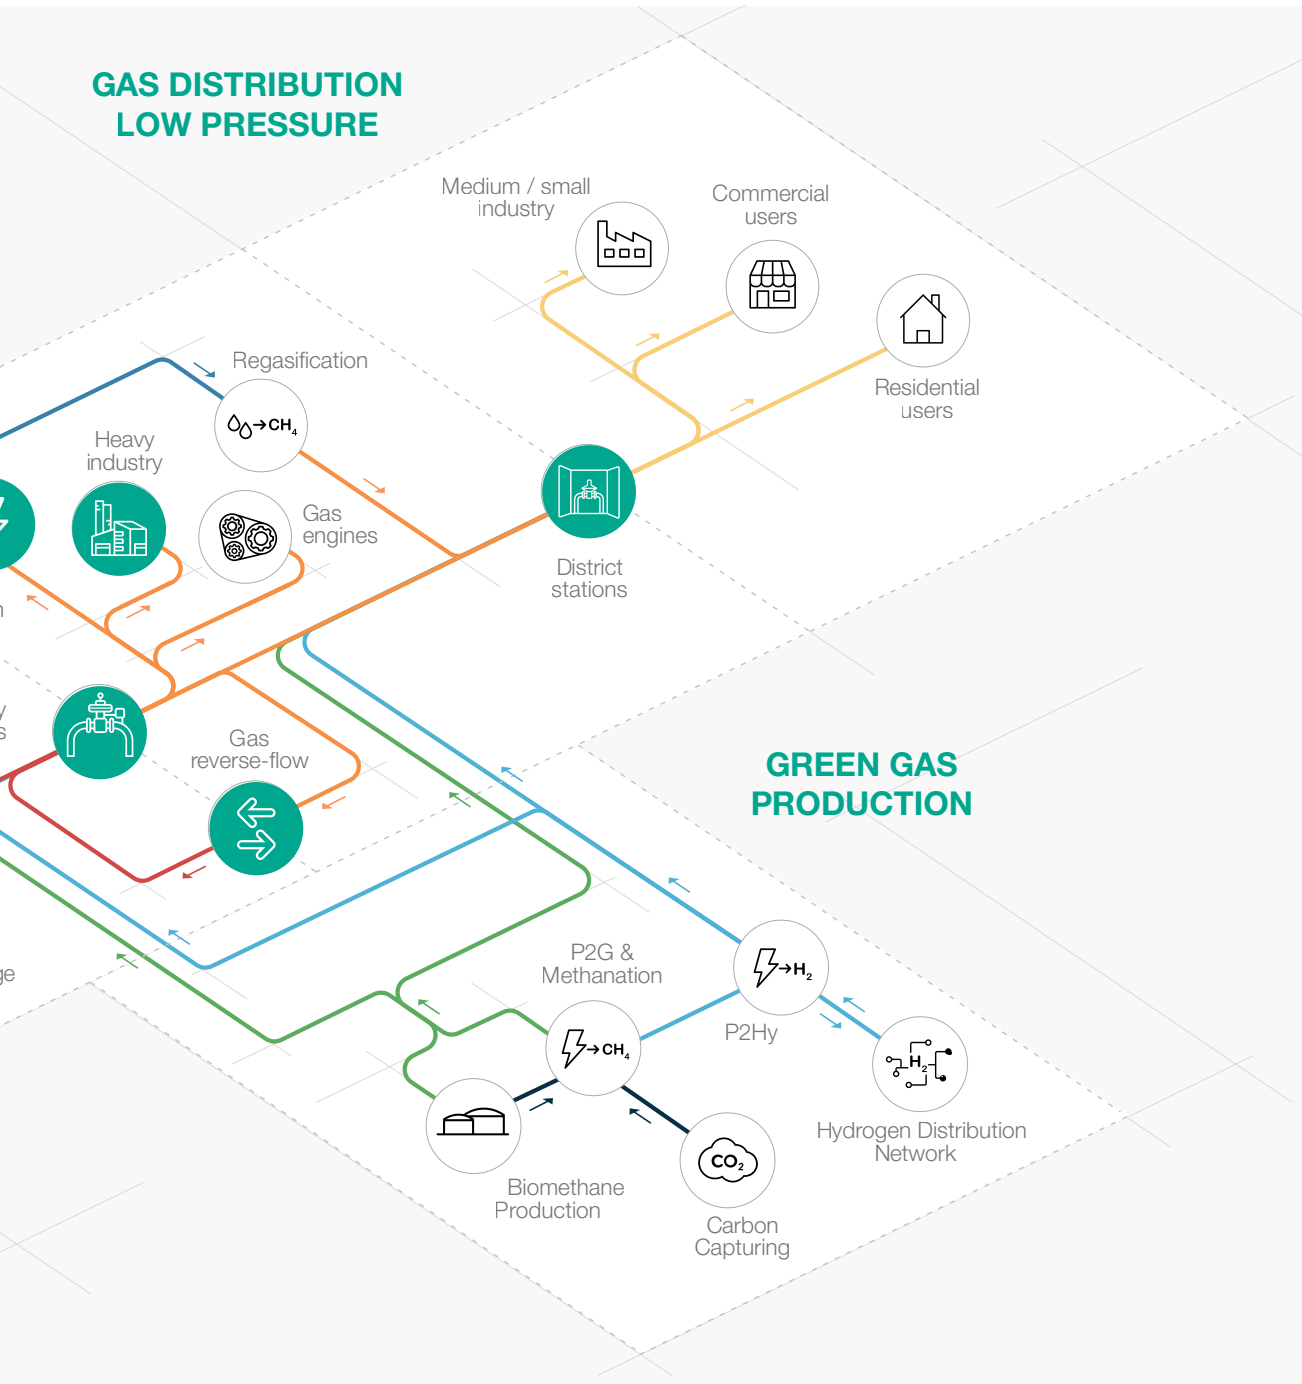 GAS DISTRIBUTION
LOW PRESSURE
Medium / small
industry
Commercial
users
Residential
users
Regasification
CH4
Heavy
industry
Gas
engines
District
stations
Gas
reverse-flow
GREEN GAS
PRODUCTION
P2G &
Methanation
CH4
H2
P2Hy
H2
Hydrogen Distribution
Network
Biomethane
Production
CO2
Carbon
Capturing